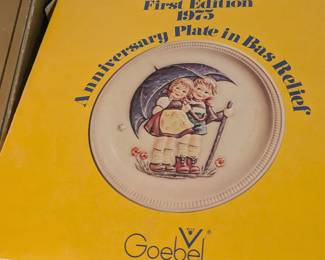 First Edition
1975
Anniversary Plate in Bas Relief
Goebel